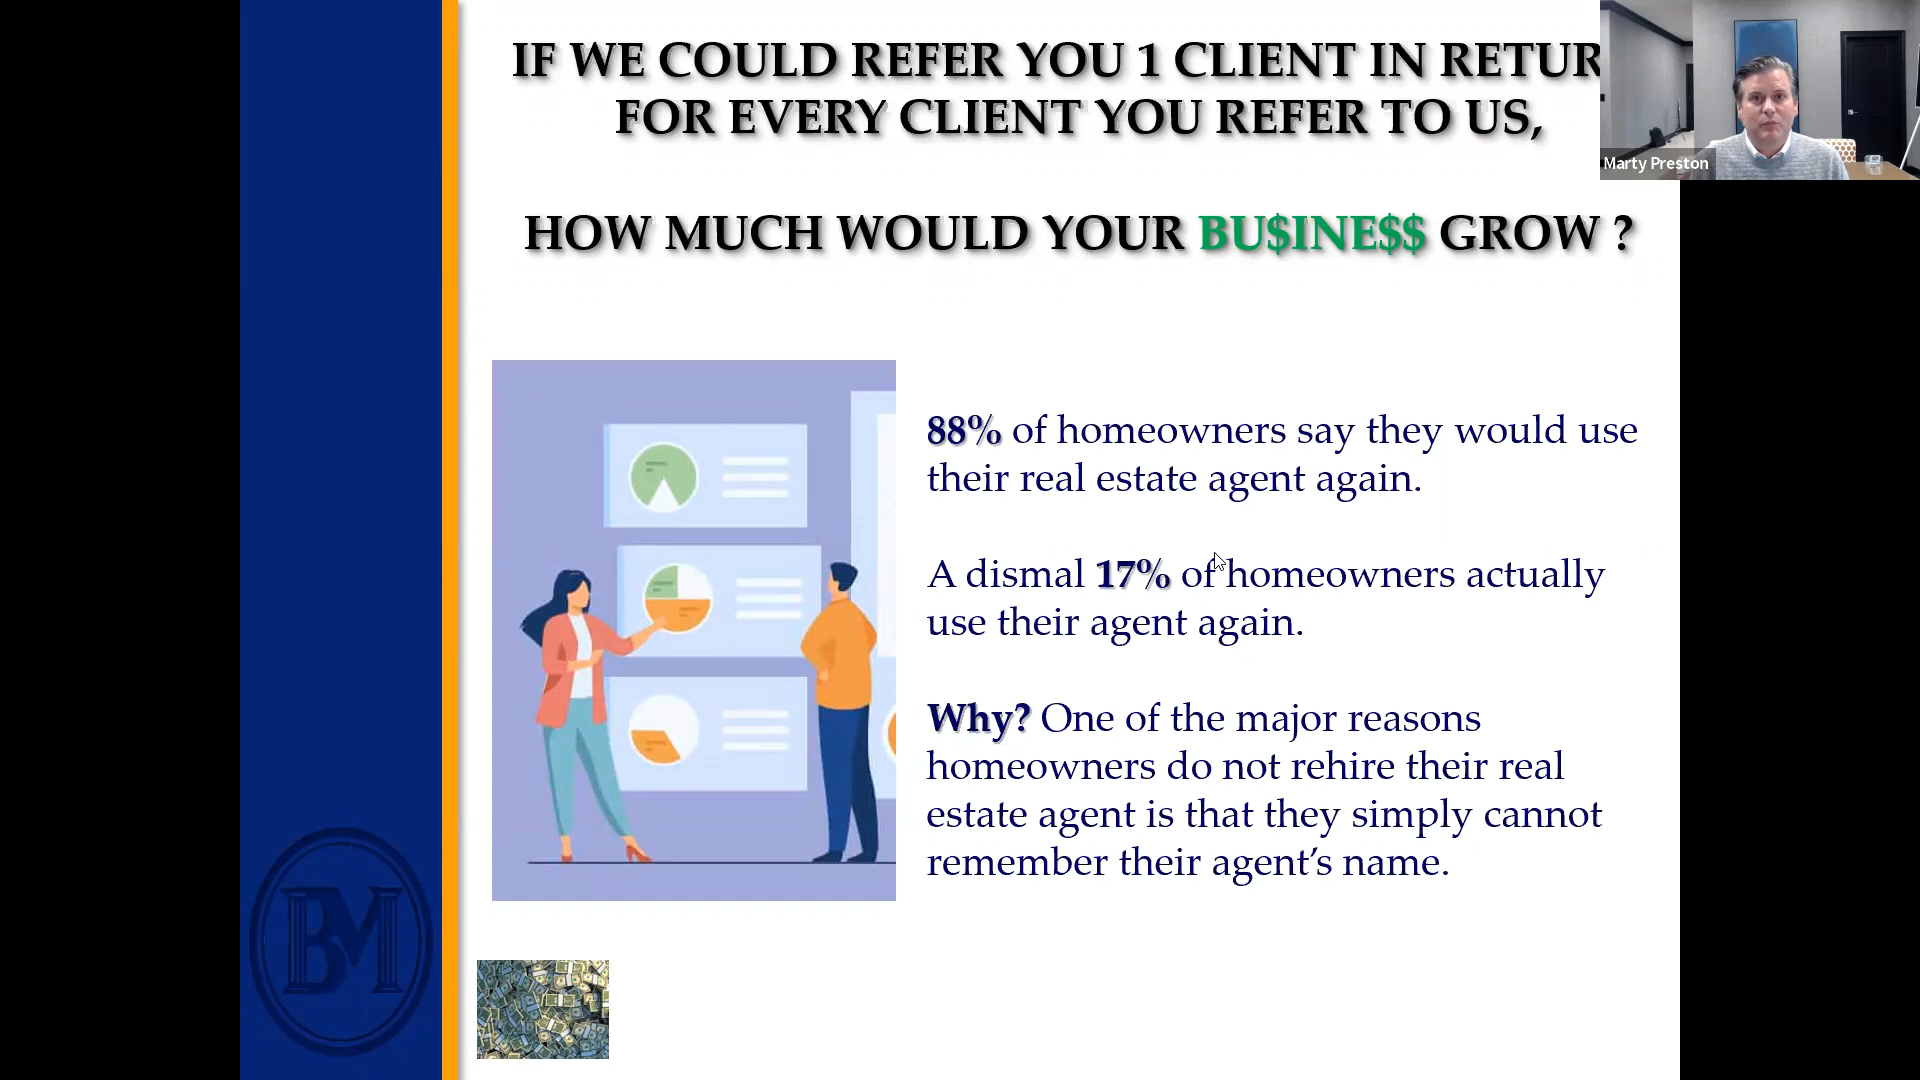 IF WE COULD REFER YOU 1 CLIENT IN RETUR
FOR EVERY CLIENT YOU REFER TO US,
Marty Preston
HOW MUCH WOULD YOUR BU$INE$$ GROW ?
88% of homeowners say they would use
their real estate agent again.
A dismal 17% of homeowners actually
use their agent again.
Why? One of the major reasons
homeowners do not rehire their real
estate agent is that they simply cannot
remember their agent’s name.
BM